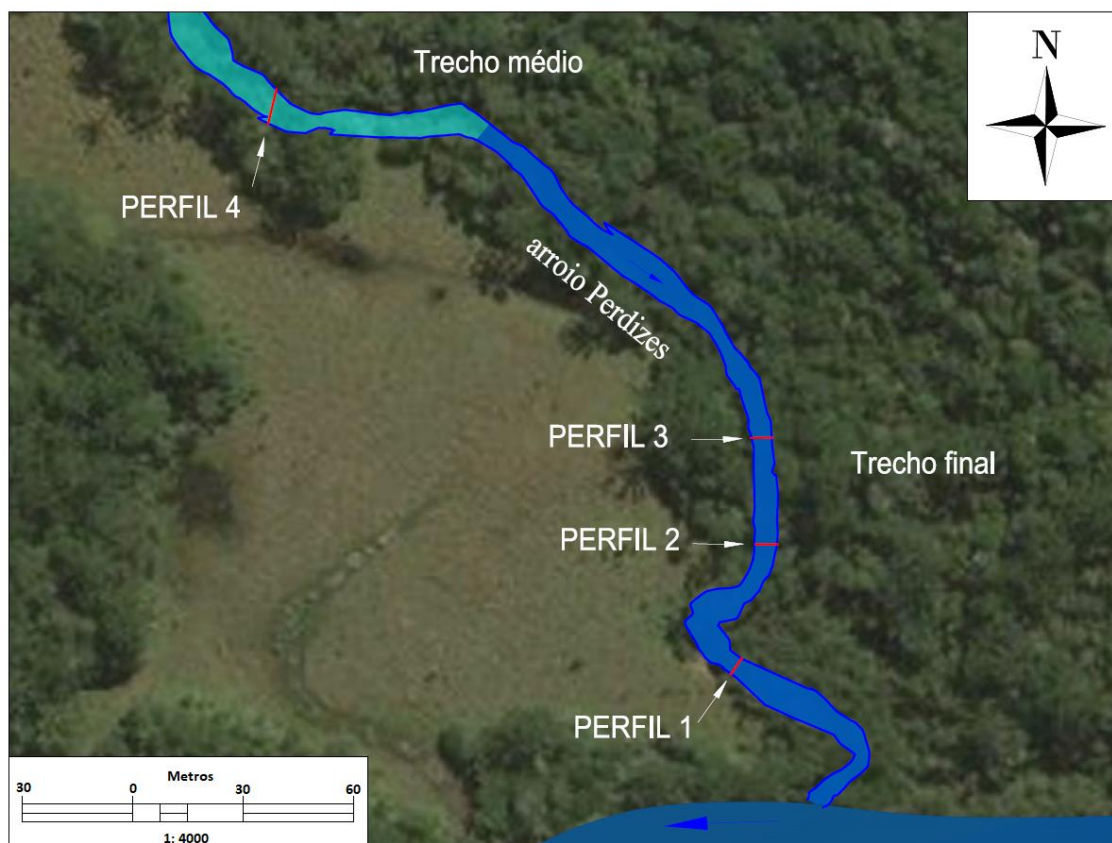 Trecho médio
N
PERFIL 4
arroio Perdizes
PERFIL 3
Trecho final
PERFIL 2
PERFIL 1
Metros
30 0 30 60
1: 4000